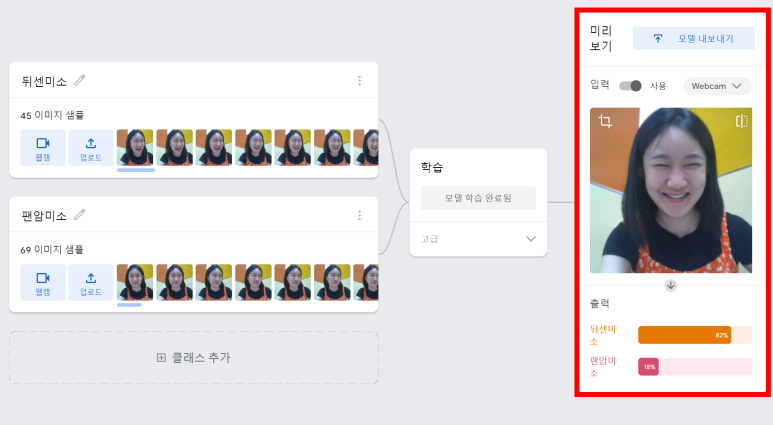 뒤센미소
45 이미지 샘플
웹캠
업로드
팬암미소
69 이미지 샘플
웹캠
업로드
클래스 추가
학습
모델 학습 완료됨
고급
미리
보기
모델 내보내기
입력
사용
Webcam
출력
뒤센미
소
82%
팬암미
소
18%